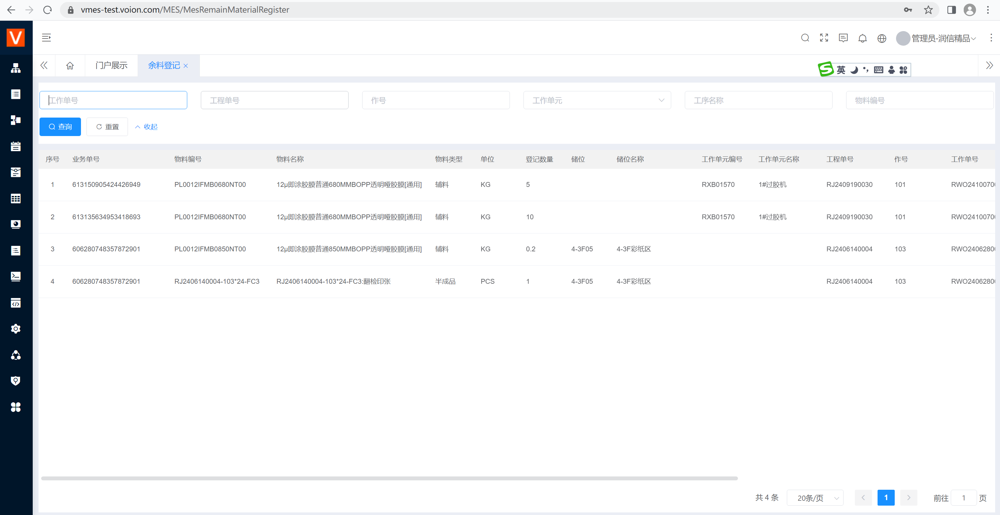 vmes-test.voion.com/MES/MesRemainMaterialRegister
V
管理员-润信精品
门户展示 余料登记
英
工作单号 工程单号 作号 工作单元 工序名称 物料编号
查询 重置 收起
序号 业务单号 物料编号 物料名称 物料类型 单位 登记数量 储位 储位名称 工作单元编号 工作单元名称 工程单号 作号 工作单号
1 613150905424426949 PL0012IFMB0680NT00 12μ即涂胶膜普通680MMBOPP透明哑胶膜[通用] 辅料 KG 5 RXB01570 1#过胶机 RJ2409190030 101 RWO2410070
2 613135634953418693 PL0012IFMB0680NT00 12μ即涂胶膜普通680MMBOPP透明哑胶膜[通用] 辅料 KG 10 RXB01570 1#过胶机 RJ2409190030 101 RWO2410070
3 606280748357872901 PL0012IFMB0850NT00 12μ即涂胶膜普通850MMBOPP透明哑胶膜[通用] 辅料 KG 0.2 4-3F05 4-3F彩纸区 RJ2406140004 103 RWO2406280
4 606280748357872901 RJ2406140004-103*24-FC3 RJ2406140004-103*24-FC3:翻检印张 半成品 PCS 1 4-3F05 4-3F彩纸区 RJ2406140004 103 RWO2406280
共 4 条 20条/页 1 前往 1 页